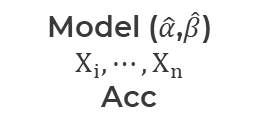 Model (α̂,β̂)
Xᵢ, ⋯ , Xₙ
Acc